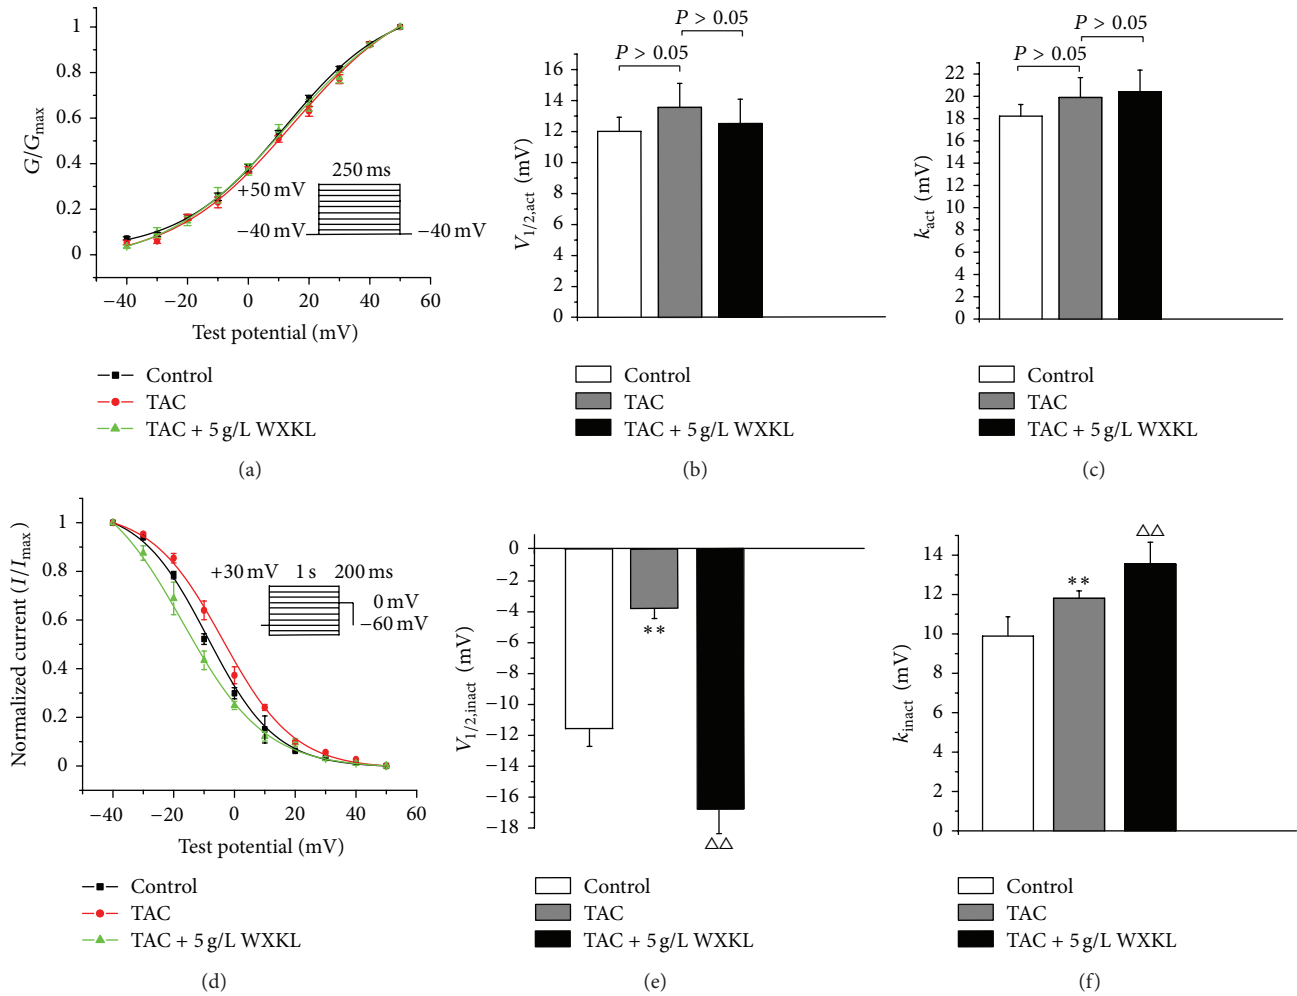 G/Gmax
1
0.8
0.6
0.4
0.2
0
−40 −20 0 20 40 60
Test potential (mV)
250 ms
+50 mV
−40 mV
−40 mV
Control
TAC
TAC + 5 g/L WXKL
(a)
P > 0.05
P > 0.05
V1/2,act (mV)
16
14
12
10
8
6
4
2
0
Control
TAC
TAC + 5 g/L WXKL
(b)
P > 0.05
P > 0.05
kact (mV)
22
20
18
16
14
12
10
8
6
4
2
0
Control
TAC
TAC + 5 g/L WXKL
(c)
Normalized current (I/Imax)
1
0.8
0.6
0.4
0.2
0
−40 −20 0 20 40 60
Test potential (mV)
+30 mV 1 s 200 ms
0 mV
−60 mV
Control
TAC
TAC + 5 g/L WXKL
(d)
V1/2,inact (mV)
0
−2
−4
−6
−8
−10
−12
−14
−16
−18
**
△△
Control
TAC
TAC + 5 g/L WXKL
(e)
kinact (mV)
14
12
10
8
6
4
2
0
**
△△
Control
TAC
TAC + 5 g/L WXKL
(f)